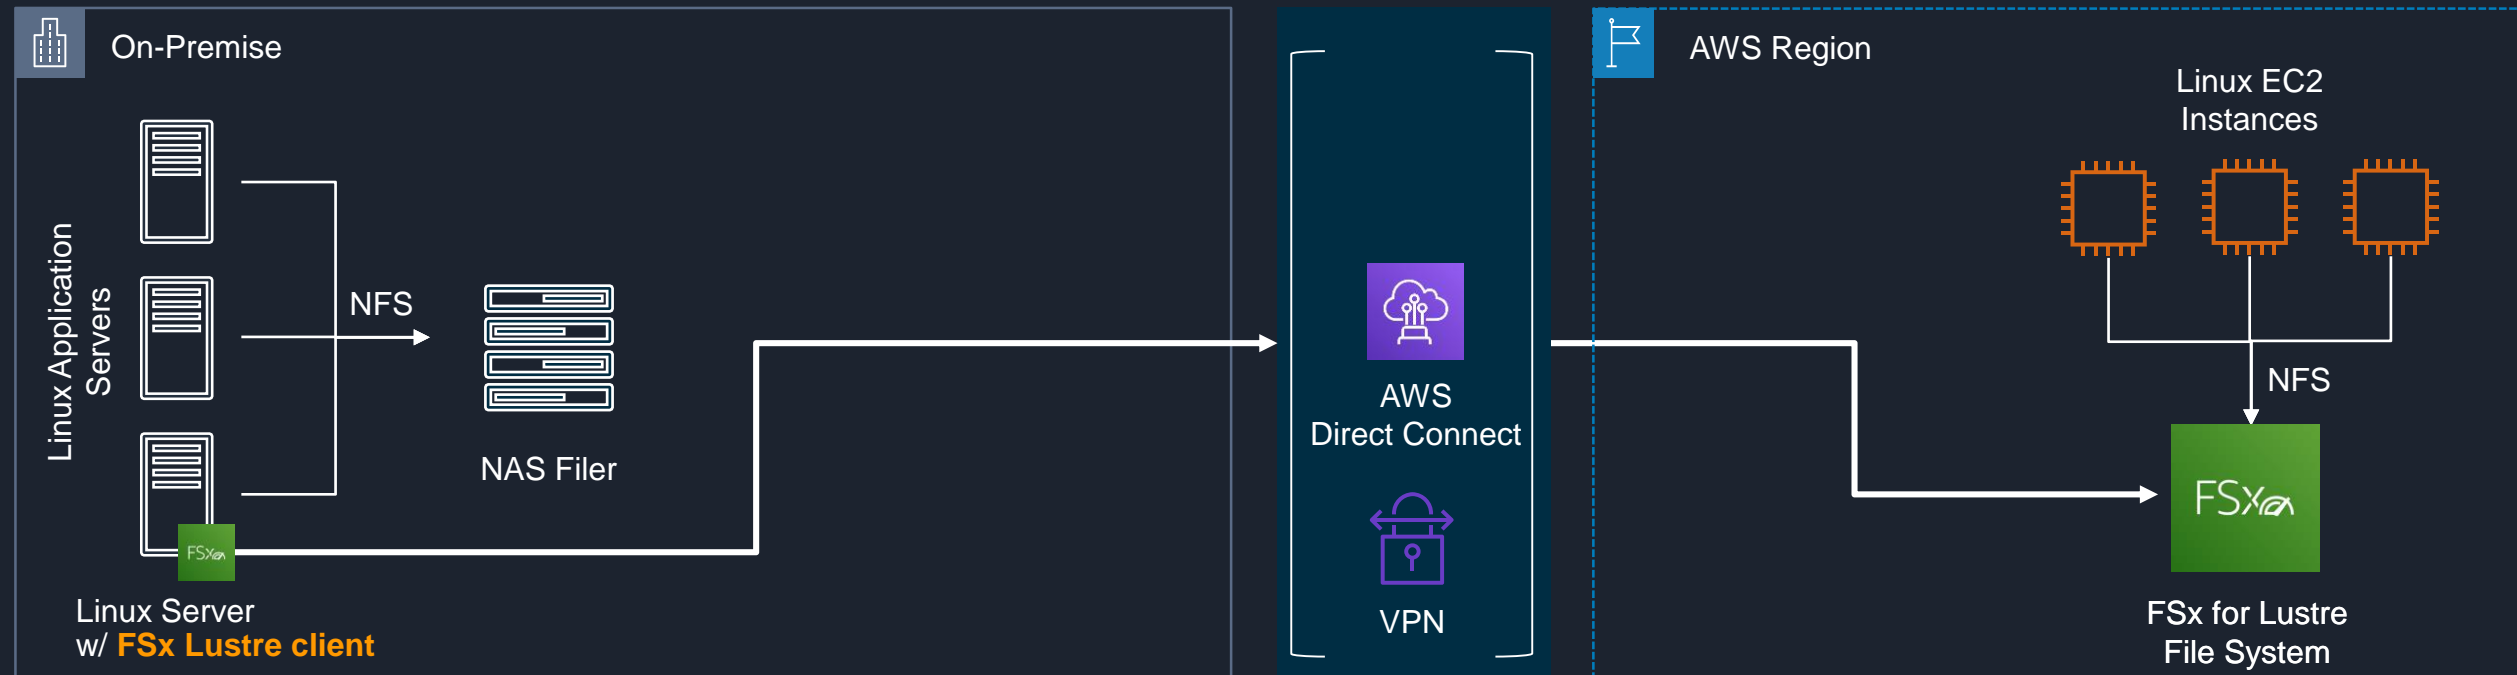 On-Premise
Linux Application
Servers
NFS
NAS Filer
FSx
Linux Server
w/ FSx Lustre client
AWS
Direct Connect
VPN
AWS Region
Linux EC2
Instances
NFS
FSx
FSx for Lustre
File System